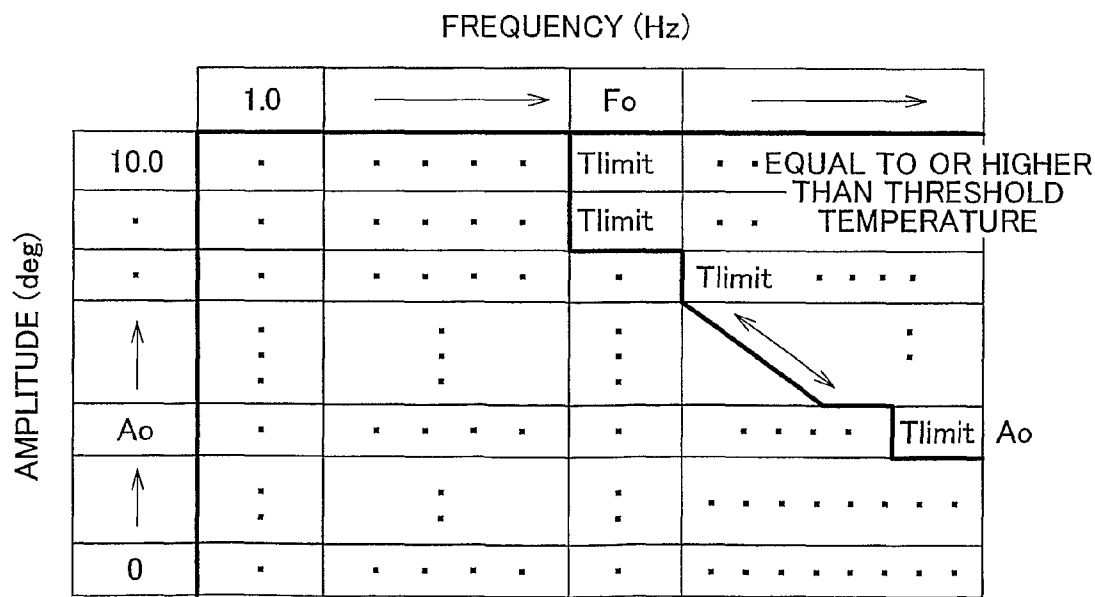 FREQUENCY (Hz)
1.0 Fo
10.0 Tlimit EQUAL TO OR HIGHER
THAN THRESHOLD
Tlimit TEMPERATURE
Tlimit
AMPLITUDE (deg)
Ao Tlimit Ao
0